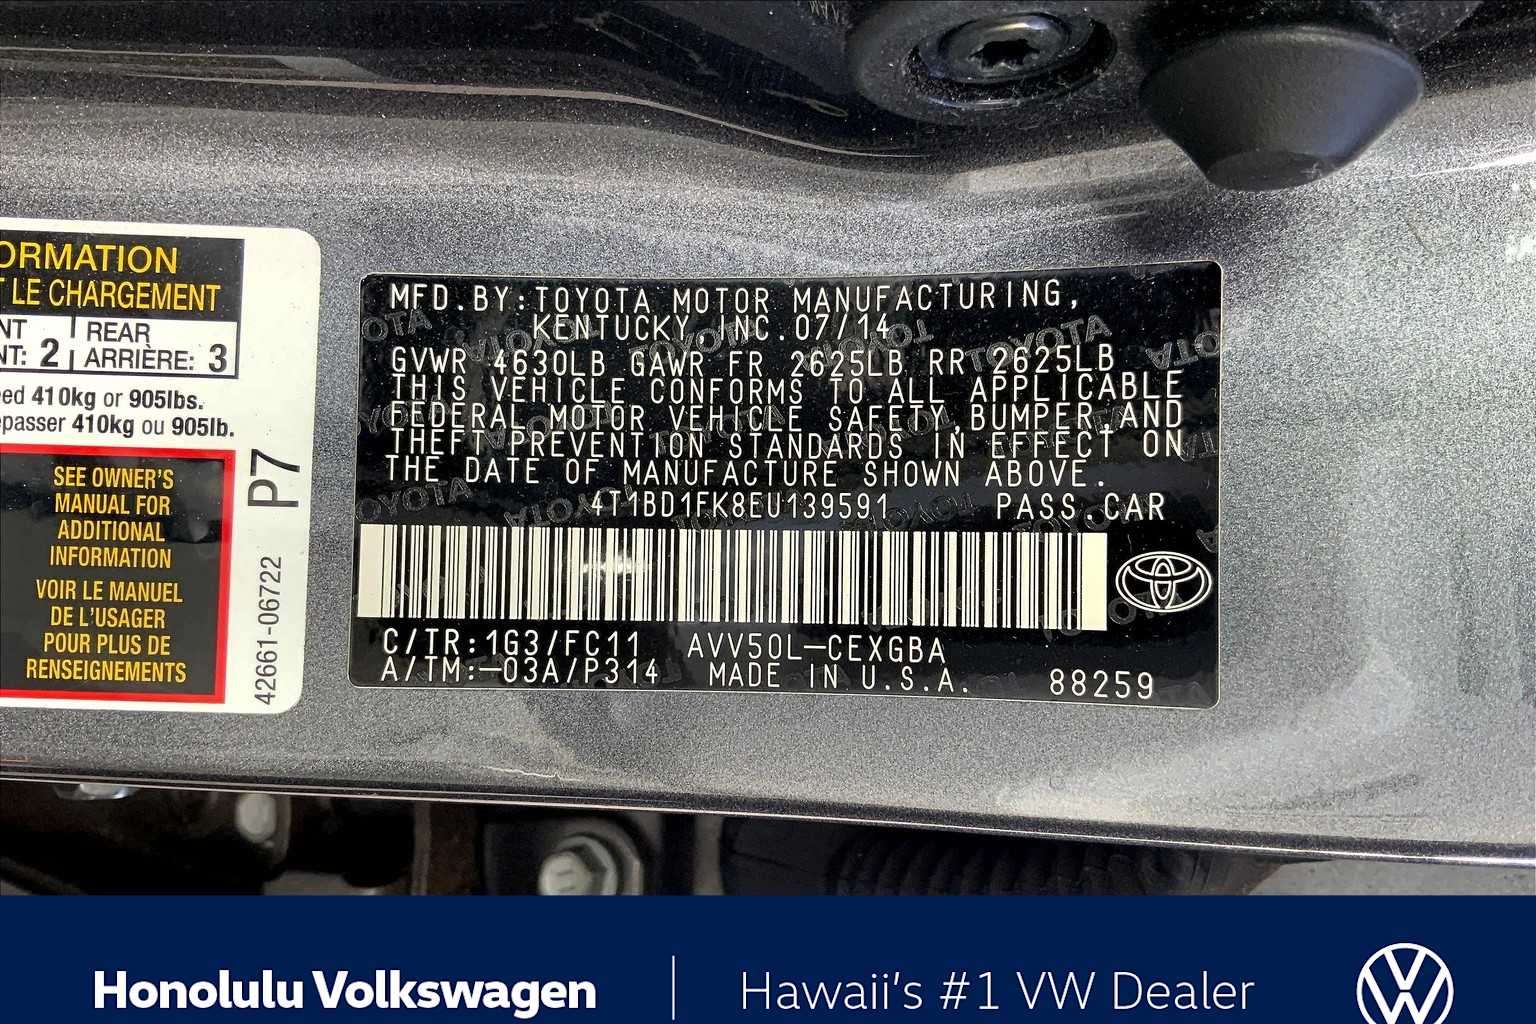 ORMATION
T LE CHARGEMENT
NT REAR
NT: 2 ARRIÈRE: 3
ed 410kg or 905lbs.
epasser 410kg ou 905lb.
SEE OWNER'S
MANUAL FOR
ADDITIONAL
INFORMATION
VOIR LE MANUEL
DE L'USAGER
POUR PLUS DE
RENSEIGNEMENTS
P7
42661-06722
MFD.BY:TOYOTA MOTOR MANUFACTURING,
KENTUCKY INC.07/14
GVWR 4630LB GAWR FR 2625LB RR 2625LB
THIS VEHICLE CONFORMS TO ALL APPLICABLE
FEDERAL MOTOR VEHICLE SAFETY,BUMPER,AND
THEFT PREVENTION STANDARDS IN EFFECT ON
THE DATE OF MANUFACTURE SHOWN ABOVE.
4T1BD1FK8EU139591 PASS.CAR
C/TR:1G3/FC11 AVV50L-CEXGBA
A/TM:-03A/P314 MADE IN U.S.A. 88259
Honolulu Volkswagen | Hawaii's #1 VW Dealer